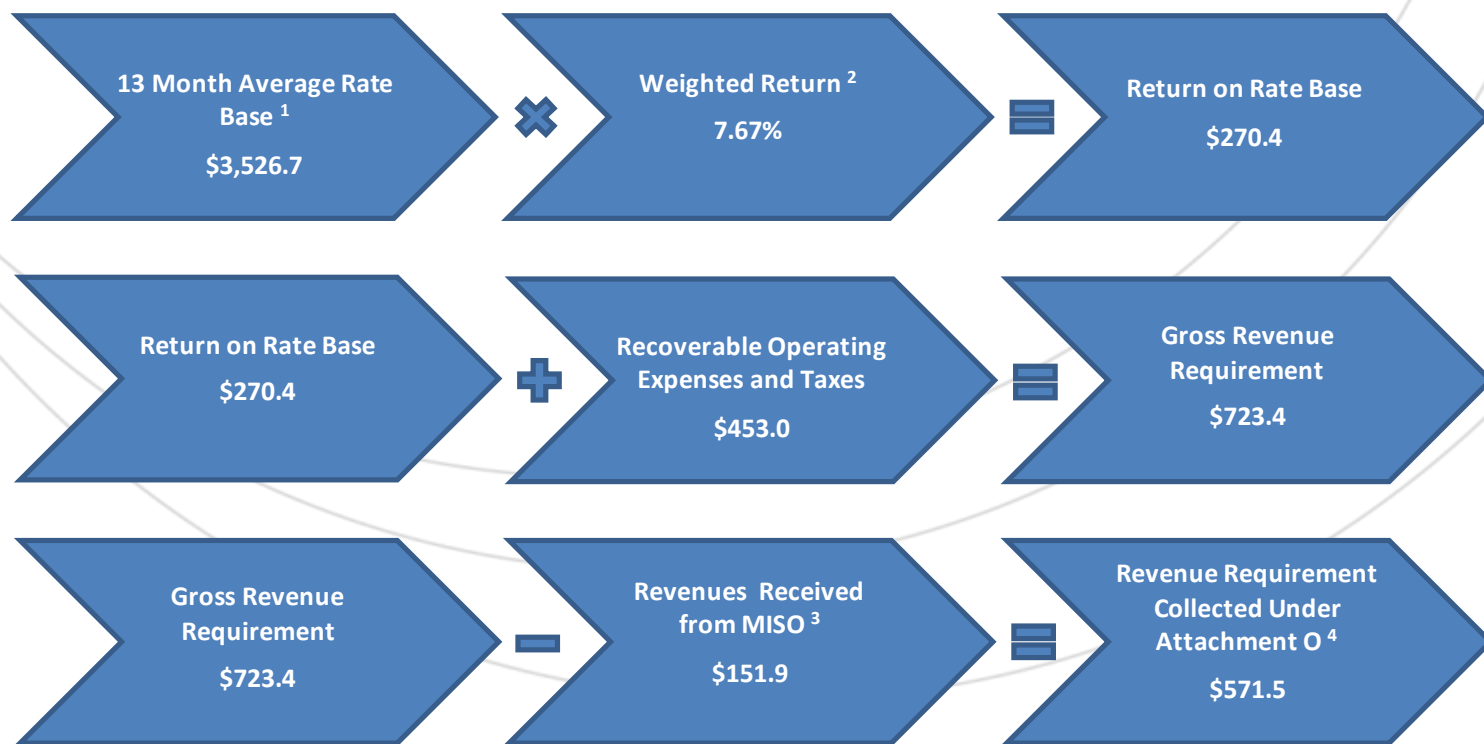 13 Month Average Rate
Base 1
$3,526.7
Weighted Return 2
7.67%
Return on Rate Base
$270.4
Return on Rate Base
$270.4
Recoverable Operating
Expenses and Taxes
$453.0
Gross Revenue
Requirement
$723.4
Gross Revenue
Requirement
$723.4
Revenues Received
from MISO 3
$151.9
Revenue Requirement
Collected Under
Attachment O 4
$571.5